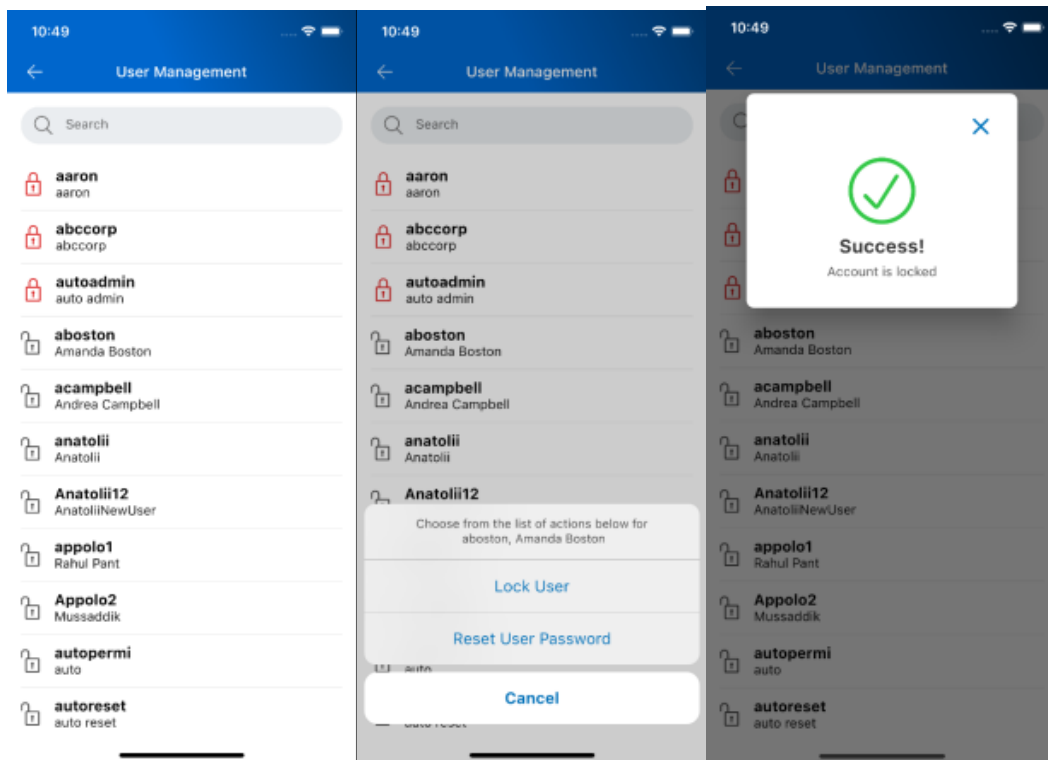 10:49
User Management
Search
aaron
aaron
abccorp
abccorp
autoadmin
auto admin
aboston
Amanda Boston
acampbell
Andrea Campbell
anatolii
Anatolii
Anatolii12
AnatoliiNewUser
appolo1
Rahul Pant
Appolo2
Mussaddik
autopermi
auto
autoreset
auto reset
10:49
User Management
Search
aaron
aaron
abccorp
abccorp
autoadmin
auto admin
aboston
Amanda Boston
acampbell
Andrea Campbell
anatolii
Anatolii
Anatolii12
Choose from the list of actions below for
aboston, Amanda Boston
Lock User
Reset User Password
auto
Cancel
auto reset
10:49
User Management
Success!
Account is locked
aboston
Amanda Boston
acampbell
Andrea Campbell
anatolii
Anatolii
Anatolii12
AnatoliiNewUser
appolo1
Rahul Pant
Appolo2
Mussaddik
autopermi
auto
autoreset
auto reset